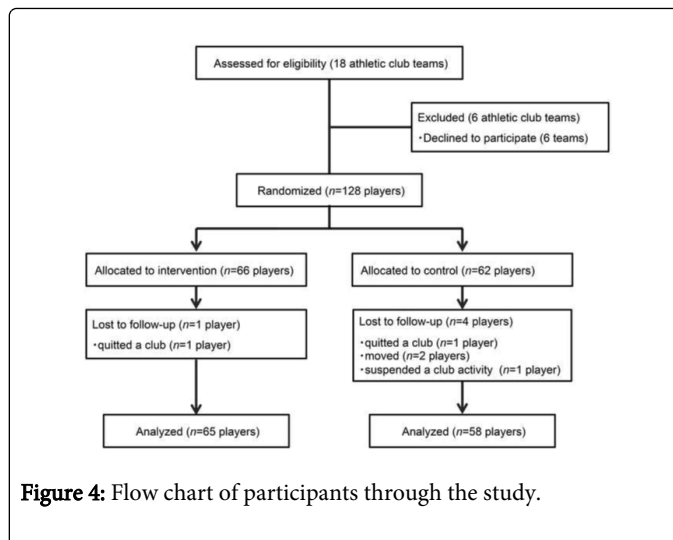 Assessed for eligibility (18 athletic club teams)
Excluded (6 athletic club teams)
・Declined to participate (6 teams)
Randomized (n=128 players)
Allocated to intervention (n=66 players)
Allocated to control (n=62 players)
Lost to follow-up (n=1 player)
・quitted a club (n=1 player)
Lost to follow-up (n=4 players)
・quitted a club (n=1 player)
・moved (n=2 players)
・suspended a club activity (n=1 player)
Analyzed (n=65 players)
Analyzed (n=58 players)
Figure 4: Flow chart of participants through the study.